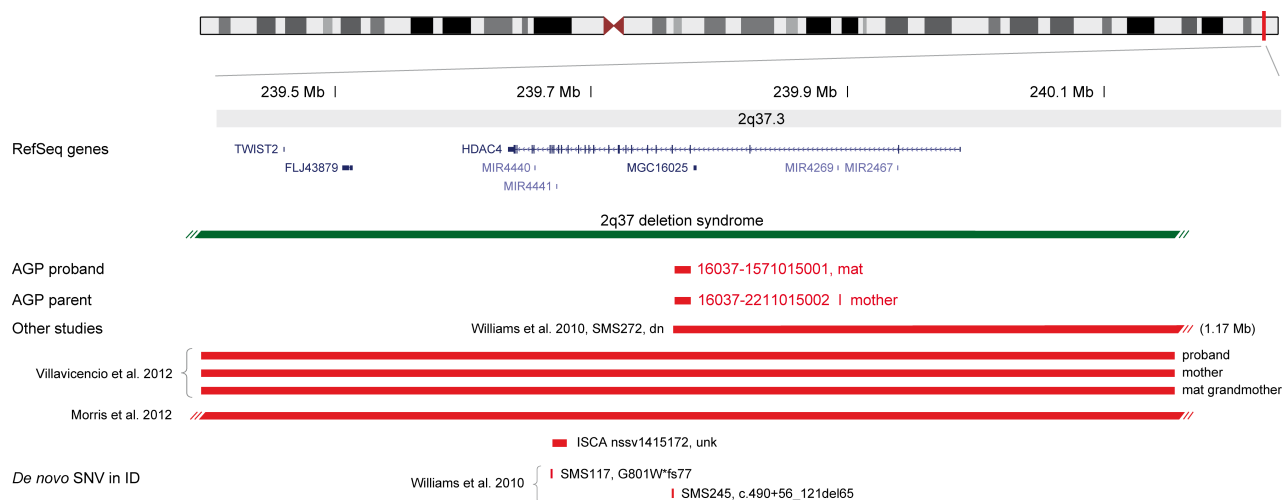 239.5 Mb 239.7 Mb 239.9 Mb 240.1 Mb
2q37.3
RefSeq genes
TWIST2 HDAC4
FLJ43879 MIR4440 MGC16025 MIR4269 MIR2467
MIR4441
2q37 deletion syndrome
AGP proband 16037-1571015001, mat
AGP parent 16037-2211015002 I mother
Other studies Williams et al. 2010, SMS272, dn (1.17 Mb)
proband
Villavicencio et al. 2012 mother
mat grandmother
Morris et al. 2012
ISCA nssv1415172, unk
De novo SNV in ID Williams et al. 2010 SMS117, G801W*fs77
SMS245, c.490+56_121del65